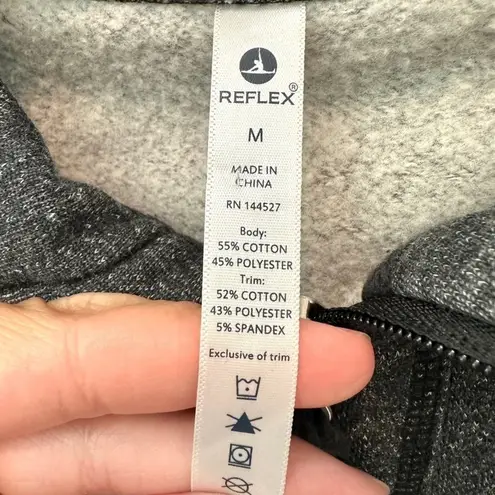 REFLEX®
M
MADE IN
CHINA
RN 144527
Body:
55% COTTON
45% POLYESTER
Trim:
52% COTTON
43% POLYESTER
5% SPANDEX
Exclusive of trim